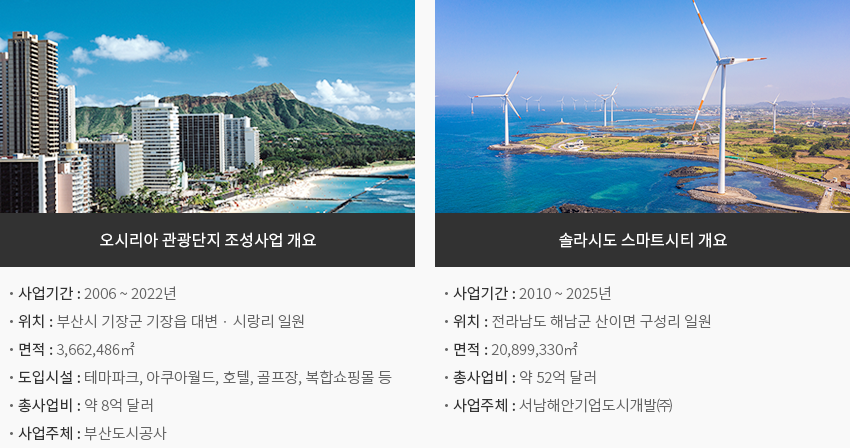 오시리아 관광단지 조성사업 개요
• 사업기간 : 2006 ~ 2022년
• 위치 : 부산시 기장군 기장읍 대변 · 시랑리 일원
• 면적 : 3,662,486㎡
• 도입시설 : 테마파크, 아쿠아월드, 호텔, 골프장, 복합쇼핑몰 등
• 총사업비 : 약 8억 달러
• 사업주체 : 부산도시공사
솔라시도 스마트시티 개요
• 사업기간 : 2010 ~ 2025년
• 위치 : 전라남도 해남군 산이면 구성리 일원
• 면적 : 20,899,330㎡
• 총사업비 : 약 52억 달러
• 사업주체 : 서남해안기업도시개발㈜